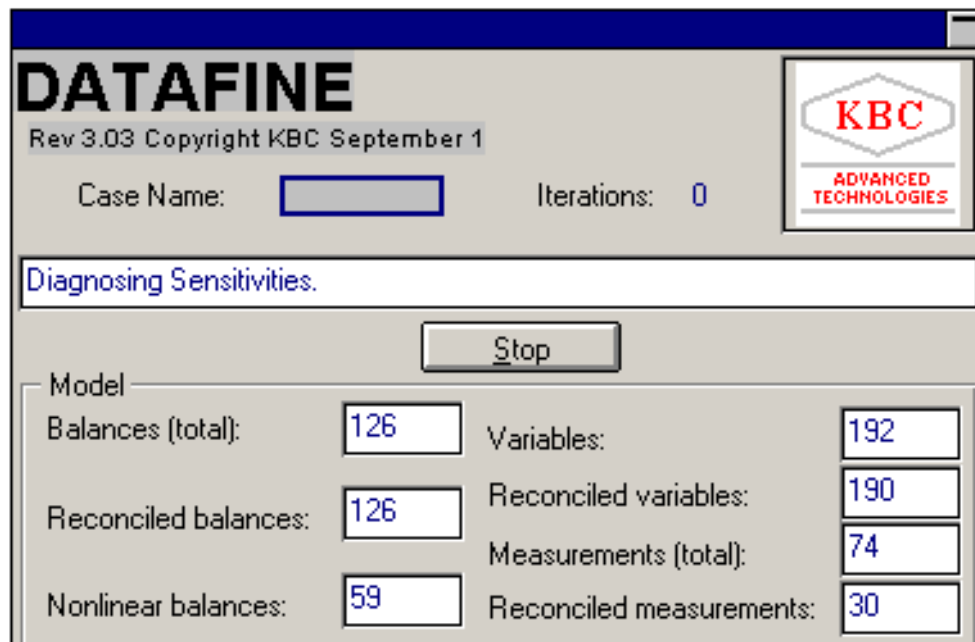 DATAFINE
Rev 3.03 Copyright KBC September 1
KBC
ADVANCED
TECHNOLOGIES
Case Name:
Iterations: 0
Diagnosing Sensitivities.
Stop
Model
Balances (total): 126
Variables: 192
Reconciled balances: 126
Reconciled variables: 190
Measurements (total): 74
Nonlinear balances: 59
Reconciled measurements: 30